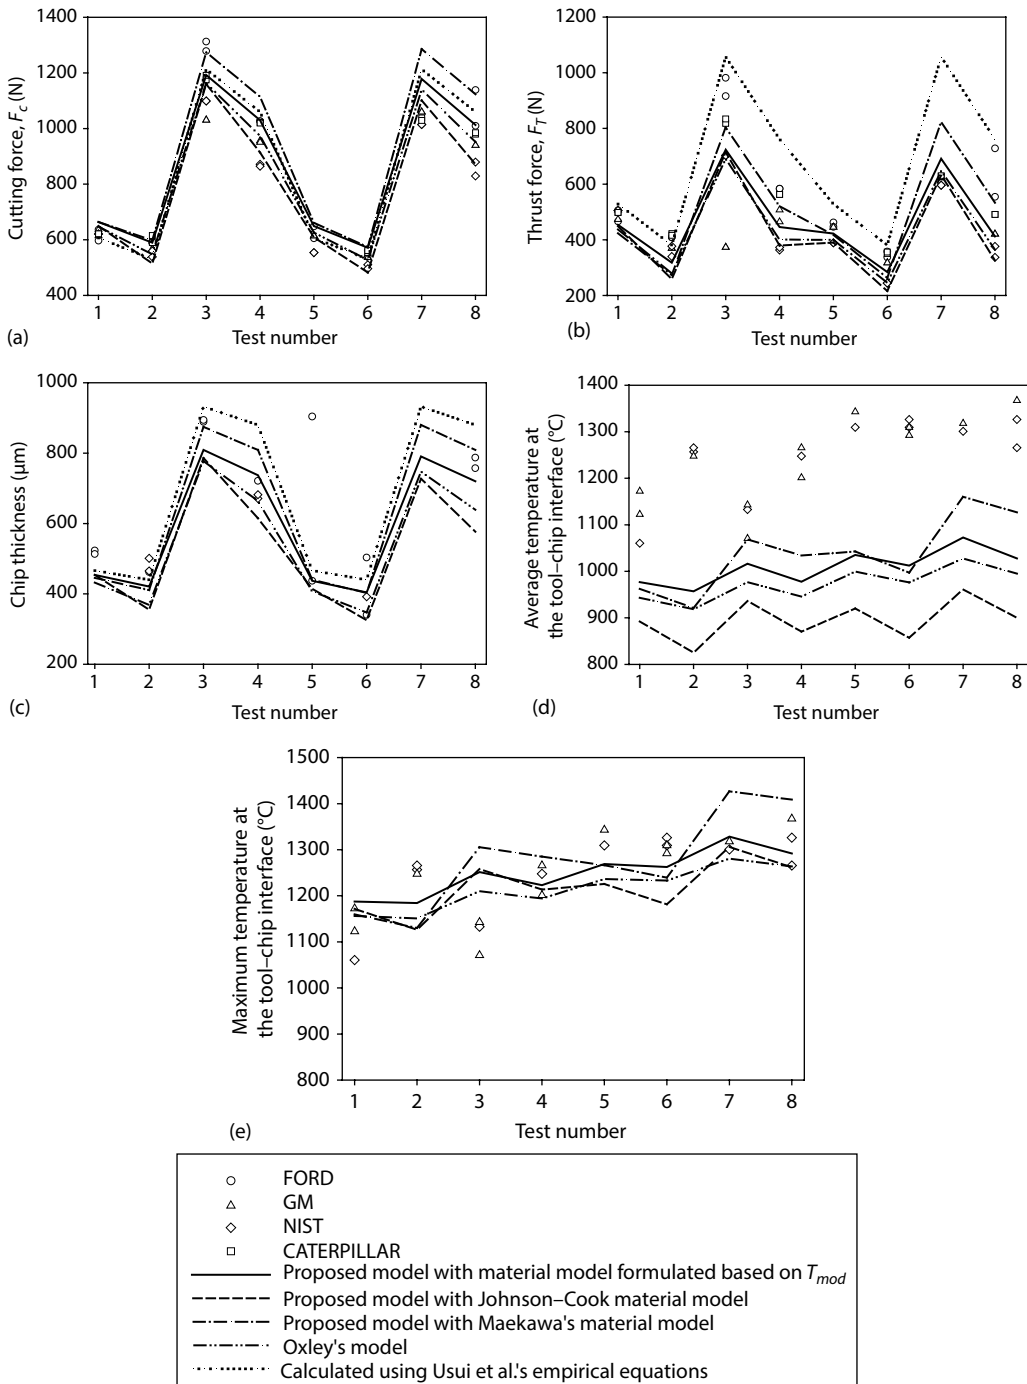 Cutting force, F_c (N)
1400
1200
1000
800
600
400
1 2 3 4 5 6 7 8
(a)
Test number
Thrust force, F_T (N)
1000
800
600
400
200
1 2 3 4 5 6 7 8
(b)
Test number
Chip thickness (μm)
1000
800
600
400
200
1 2 3 4 5 6 7 8
(c)
Test number
Average temperature at
the tool–chip interface (°C)
1400
1300
1200
1100
1000
900
800
1 2 3 4 5 6 7 8
(d)
Test number
Maximum temperature at
the tool–chip interface (°C)
1500
1400
1300
1200
1100
1000
900
800
1 2 3 4 5 6 7 8
(e)
Test number
FORD
GM
NIST
CATERPILLAR
Proposed model with material model formulated based on T_mod
Proposed model with Johnson–Cook material model
Proposed model with Maekawa's material model
Oxley's model
Calculated using Usui et al.'s empirical equations